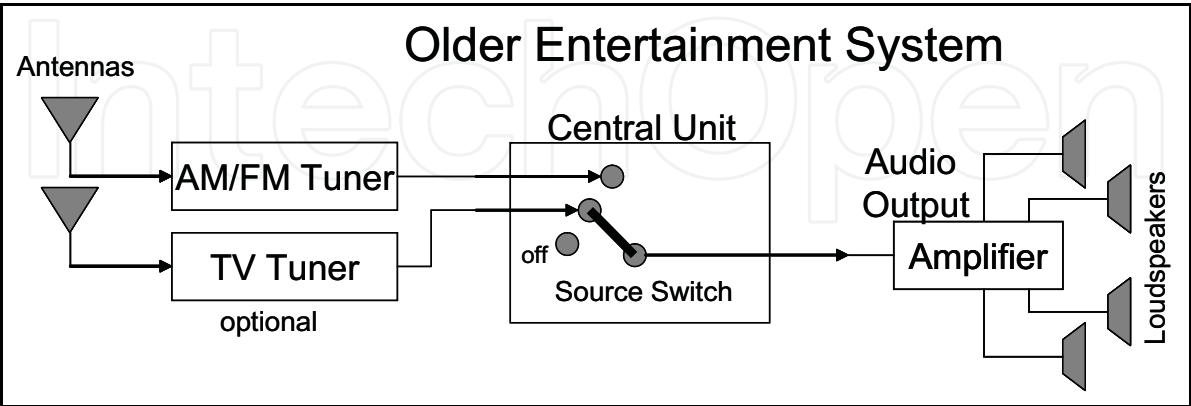 Older Entertainment System
Antennas
Central Unit
AM/FM Tuner
Audio
Output
TV Tuner
off
Amplifier
Source Switch
optional
Loudspeakers
IntechOpen